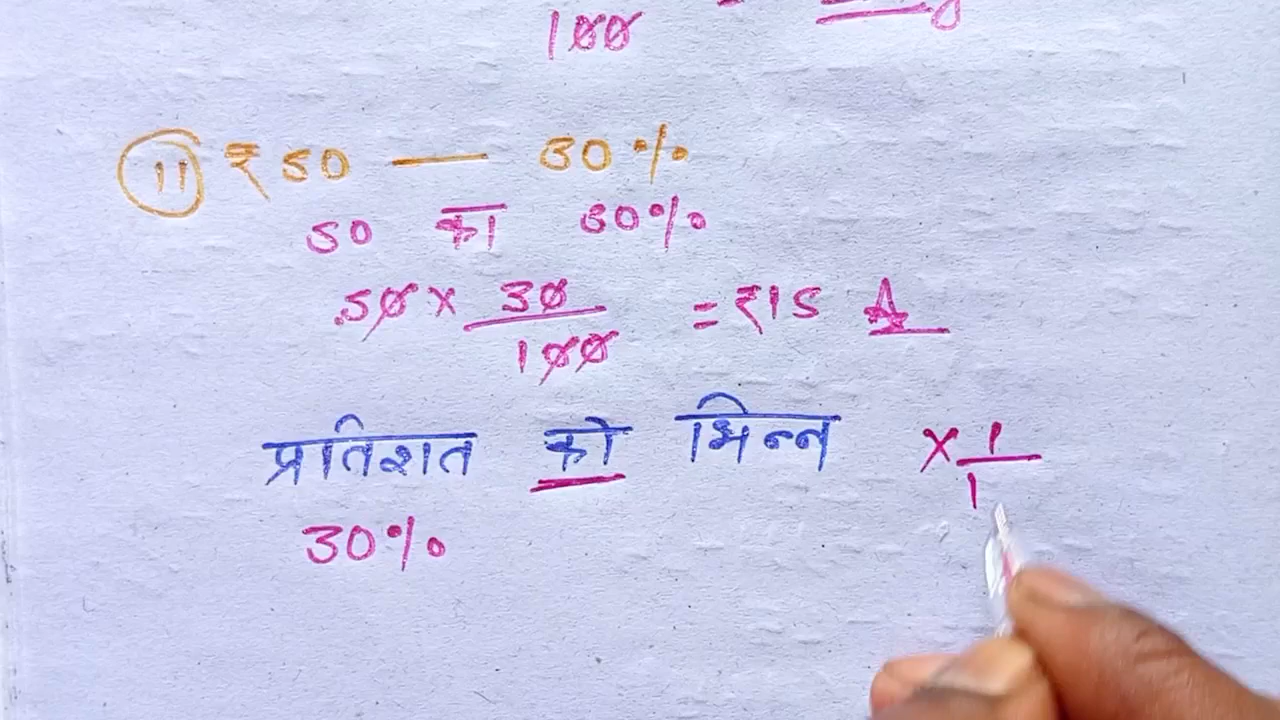 100
11 ₹50 — 30%
50 का 30%
50 × 30/100 = ₹15 A
प्रतिशत को भिन्न × 1/1
30%